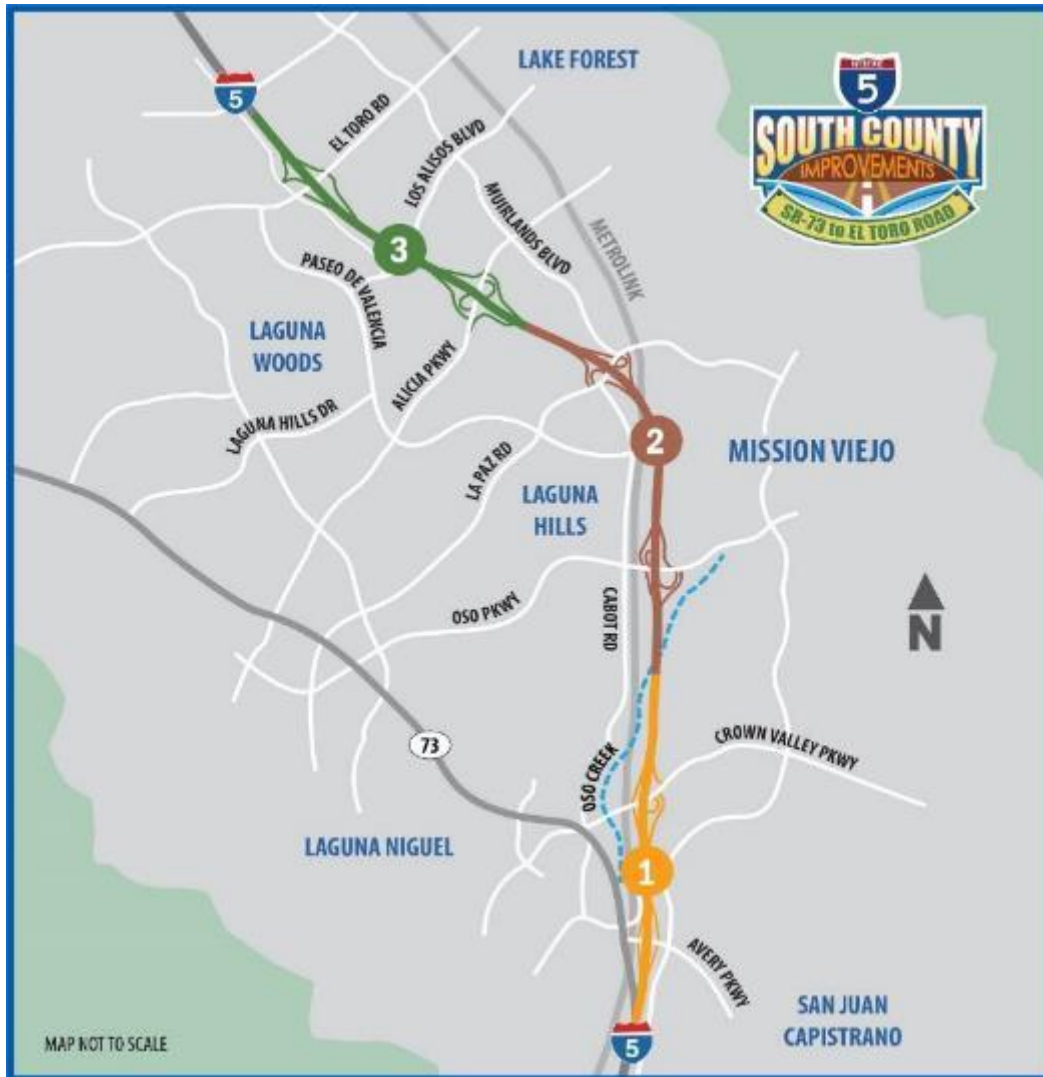 LAKE FOREST
5
INTERSTATE
5
SOUTH COUNTY
IMPROVEMENTS
SR-73 to EL TORO ROAD
EL TORO RD
LOS ALISOS BLVD
MUIRLANDS BLVD
METROLINK
3
PASEO DE VALENCIA
LAGUNA
WOODS
ALICIA PKWY
LAGUNA HILLS DR
2
MISSION VIEJO
LA PAZ RD
LAGUNA
HILLS
OSO PKWY
CABOT RD
N
73
OSO CREEK
CROWN VALLEY PKWY
LAGUNA NIGUEL
1
AVERY PKWY
SAN JUAN
CAPISTRANO
5
MAP NOT TO SCALE